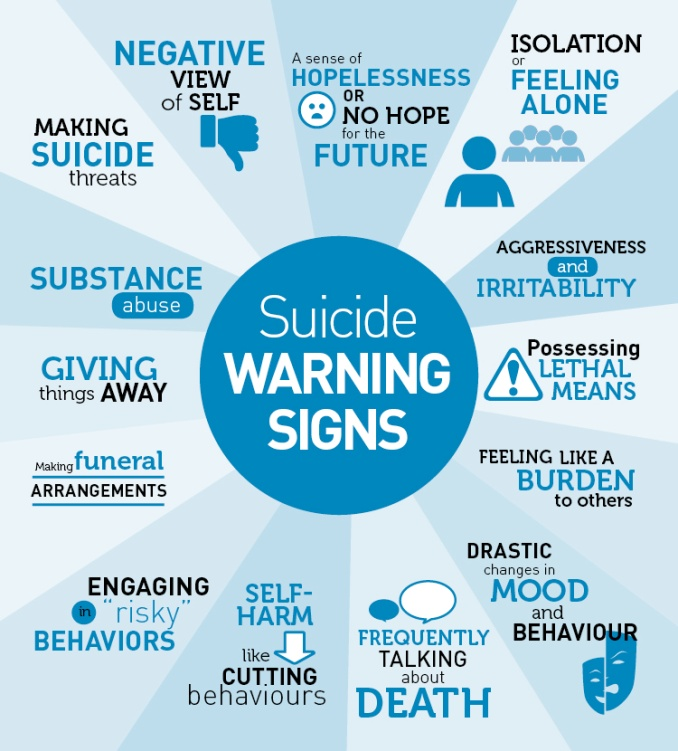 Suicide
WARNING
SIGNS
A sense of
HOPELESSNESS
OR
NO HOPE
for the
FUTURE
ISOLATION
or
FEELING
ALONE
AGGRESSIVENESS
and
IRRITABILITY
Possessing
LETHAL
MEANS
FEELING LIKE A
BURDEN
to others
DRASTIC
changes in
MOOD
and
BEHAVIOUR
FREQUENTLY
TALKING
about
DEATH
SELF-
HARM
like
CUTTING
behaviours
ENGAGING
in "risky"
BEHAVIORS
Making funeral
ARRANGEMENTS
GIVING
things AWAY
SUBSTANCE
abuse
MAKING
SUICIDE
threats
NEGATIVE
VIEW
of SELF